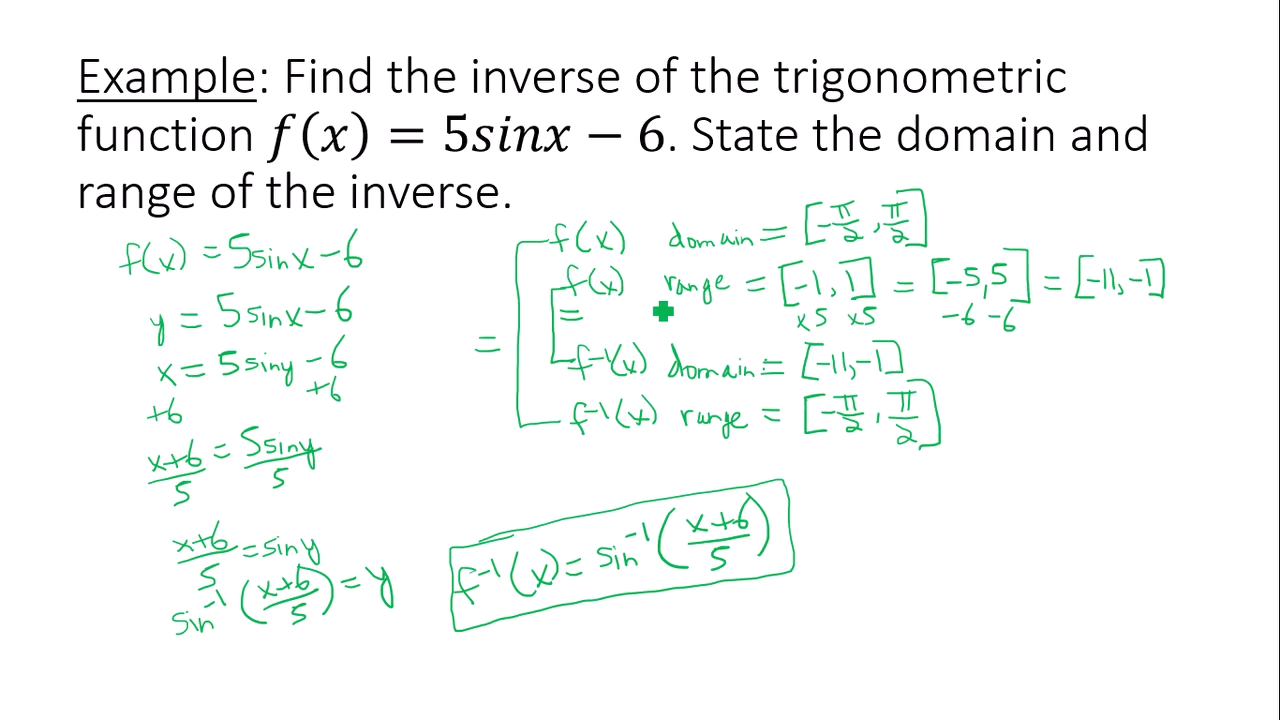 Example: Find the inverse of the trigonometric
function f(x) = 5sinx − 6. State the domain and
range of the inverse.
f(x) = 5sinx−6
y = 5sinx−6
x = 5siny −6
+6 +6
x+6/5 = 5siny/5
x+6/5 = siny
sin⁻¹(x+6/5) = y
= f(x) domain = [-π/2, π/2]
f(x) range = [-1, 1] = [-5, 5] = [-11, -1]
= x5 x5 -6 -6
f⁻¹(x) domain = [-11, -1]
f⁻¹(x) range = [-π/2, π/2]
f⁻¹(x) = sin⁻¹(x+6/5)